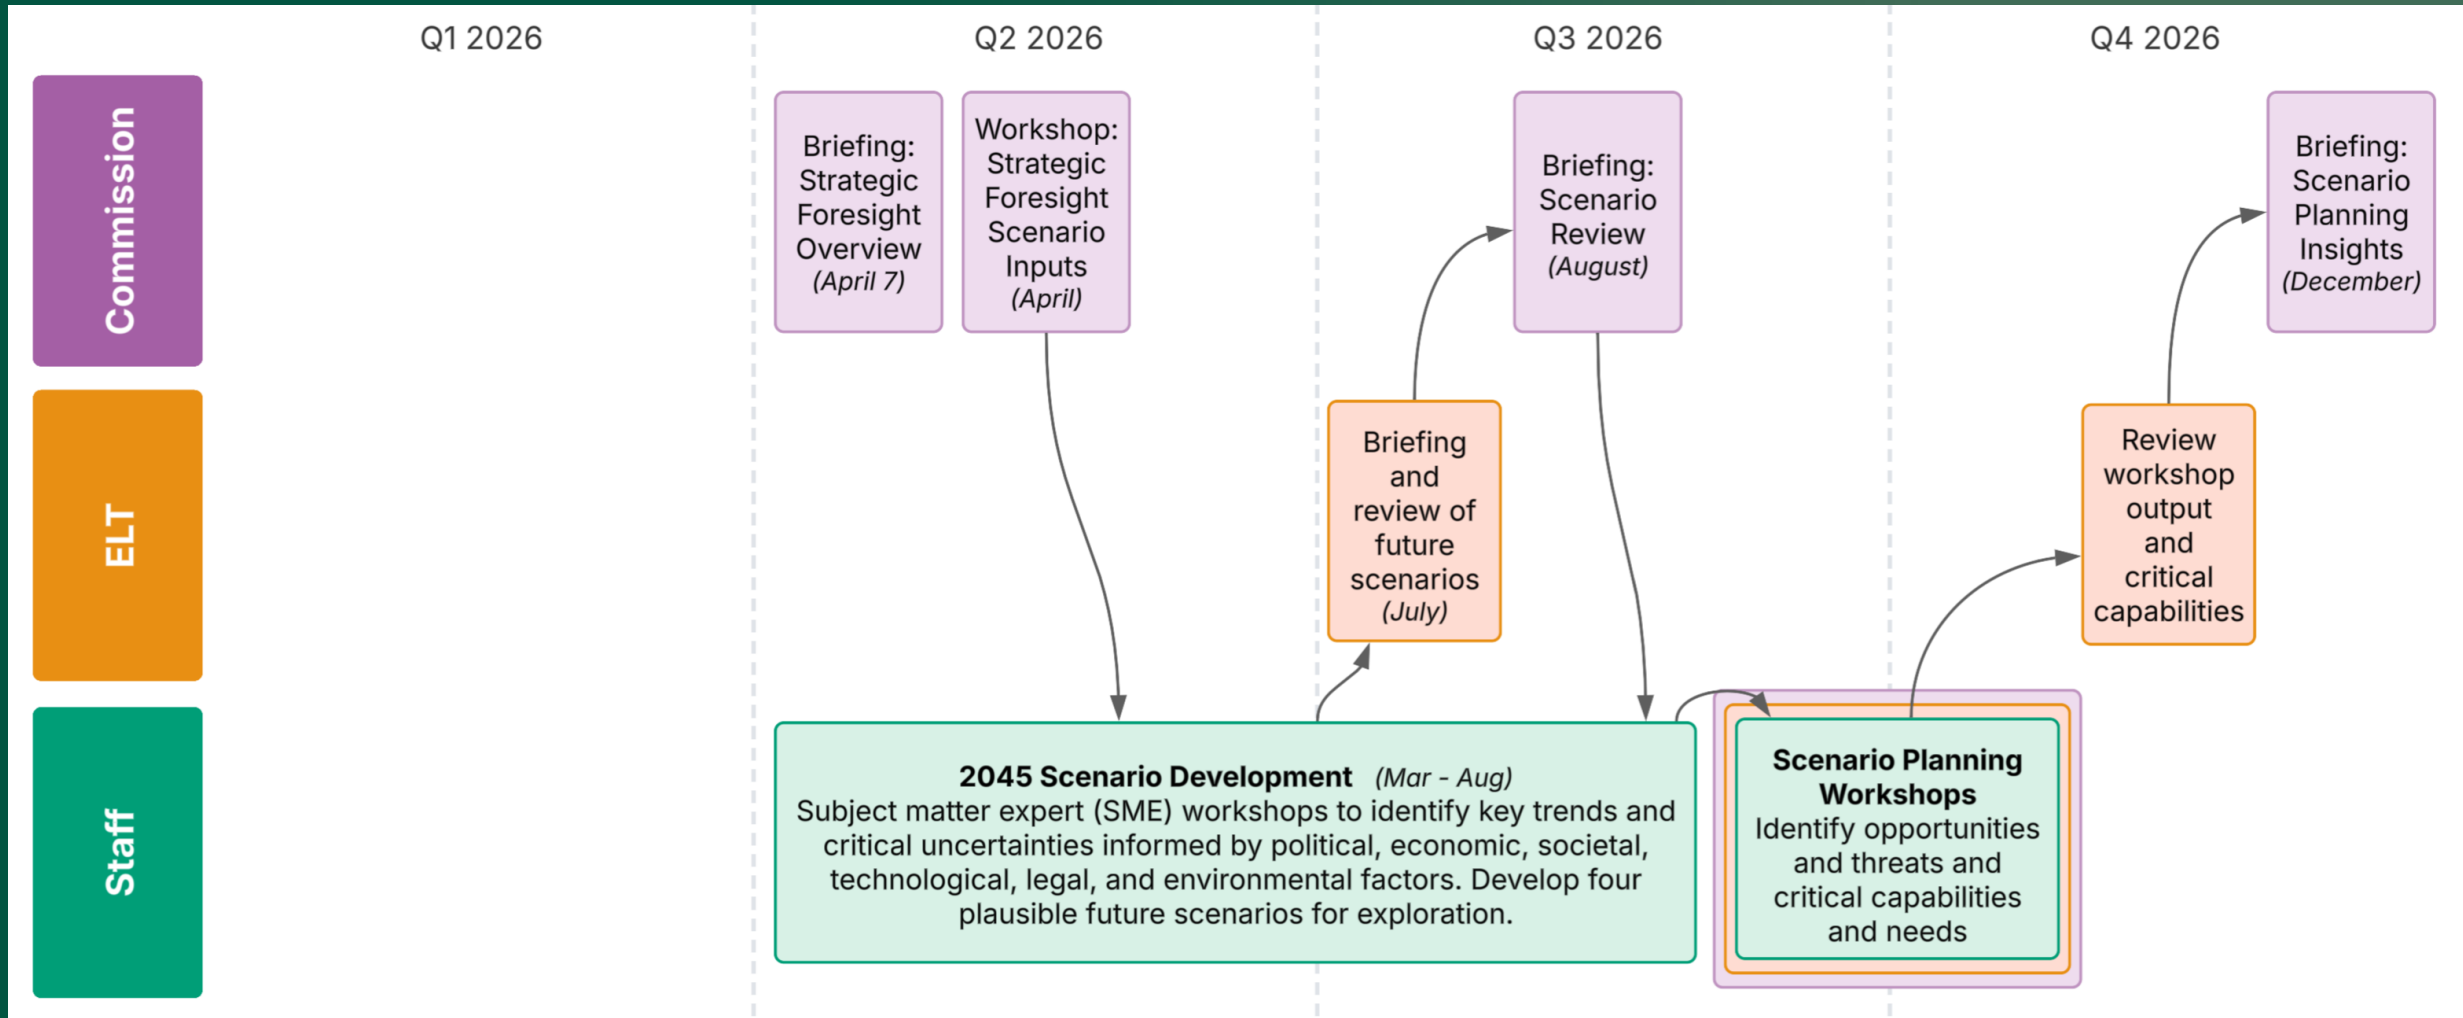 Q1 2026
Q2 2026
Q3 2026
Q4 2026
Commission
Briefing:
Strategic
Foresight
Overview
(April 7)
Workshop:
Strategic
Foresight
Scenario
Inputs
(April)
Briefing:
Scenario
Review
(August)
Briefing:
Scenario
Planning
Insights
(December)
ELT
Briefing
and
review of
future
scenarios
(July)
Review
workshop
output
and
critical
capabilities
Staff
2045 Scenario Development (Mar - Aug)
Subject matter expert (SME) workshops to identify key trends and
critical uncertainties informed by political, economic, societal,
technological, legal, and environmental factors. Develop four
plausible future scenarios for exploration.
Scenario Planning
Workshops
Identify opportunities
and threats and
critical capabilities
and needs